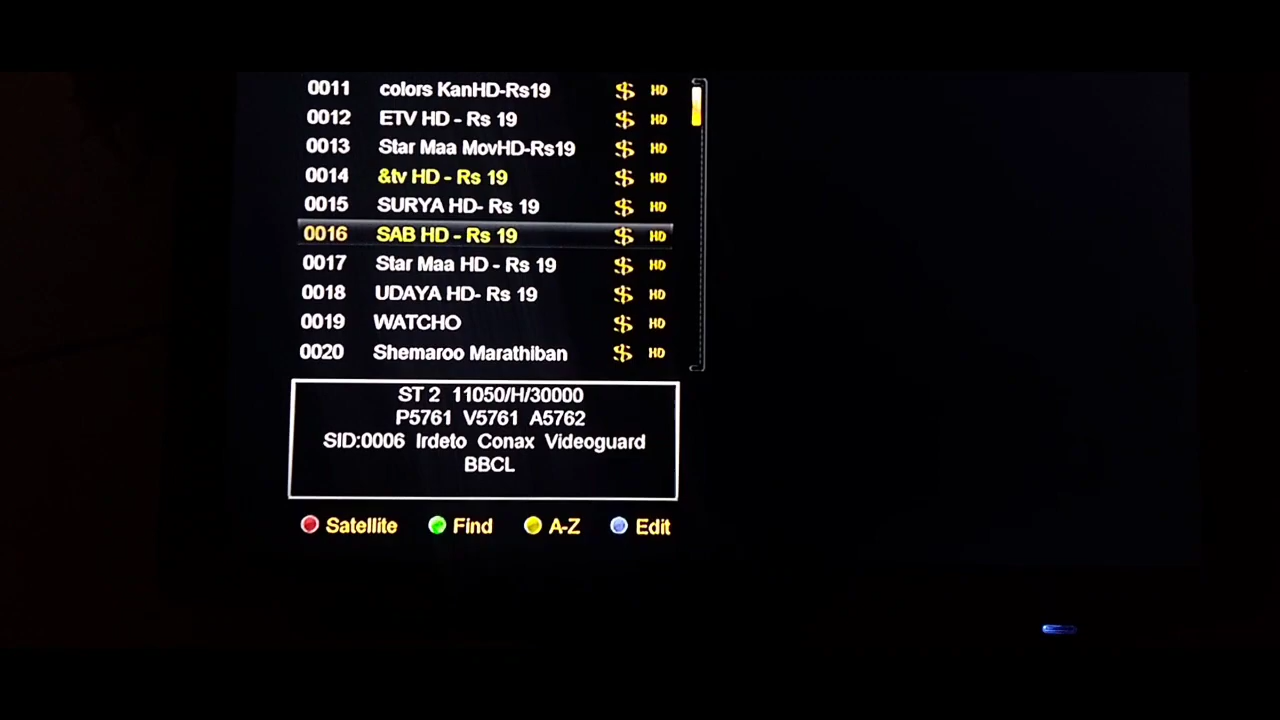 0011 colors KanHD-Rs19 $ HD
0012 ETV HD - Rs 19 $ HD
0013 Star Maa MovHD-Rs19 $ HD
0014 &tv HD - Rs 19 $ HD
0015 SURYA HD- Rs 19 $ HD
0016 SAB HD - Rs 19 $ HD
0017 Star Maa HD - Rs 19 $ HD
0018 UDAYA HD- Rs 19 $ HD
0019 WATCHO $ HD
0020 Shemaroo Marathiban $ HD
ST 2 11050/H/30000
P5761 V5761 A5762
SID:0006 Irdeto Conax Videoguard
BBCL
Satellite Find A-Z Edit